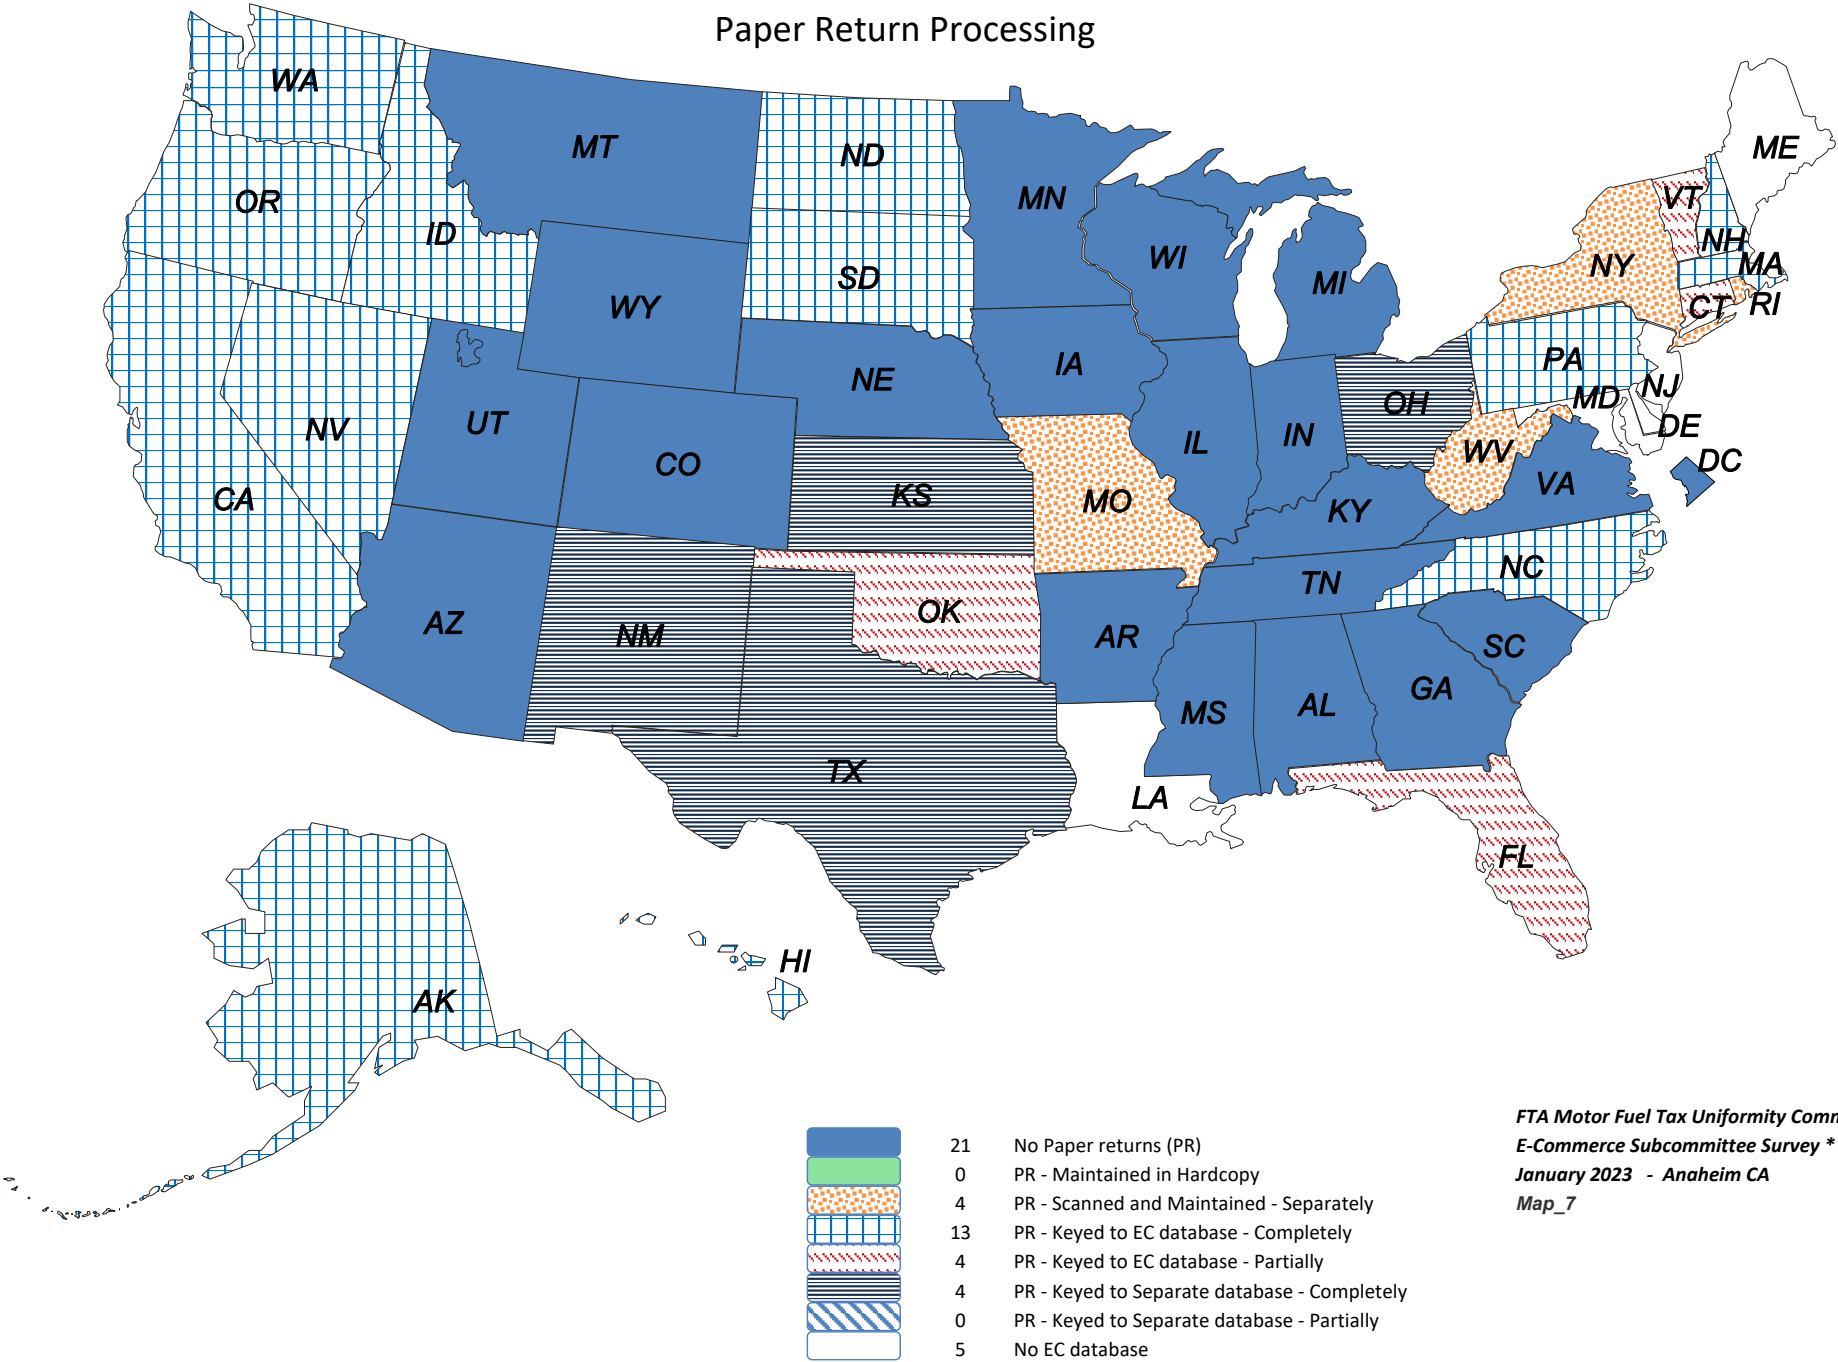 Paper Return Processing
WA
MT
ND
MN
ME
OR
ID
VT
NH
WI
MA
NY
SD
MI
WY
CT
RI
IA
PA
NE
NJ
MD
OH
UT
NV
DE
IN
IL
WV
CO
DC
VA
KS
CA
MO
KY
NC
TN
OK
AZ
NM
AR
SC
GA
MS
AL
TX
LA
FL
HI
AK
21 No Paper returns (PR)
0 PR - Maintained in Hardcopy
4 PR - Scanned and Maintained - Separately
13 PR - Keyed to EC database - Completely
4 PR - Keyed to EC database - Partially
4 PR - Keyed to Separate database - Completely
0 PR - Keyed to Separate database - Partially
5 No EC database
FTA Motor Fuel Tax Uniformity Comm
E-Commerce Subcommittee Survey *
January 2023 - Anaheim CA
Map_7